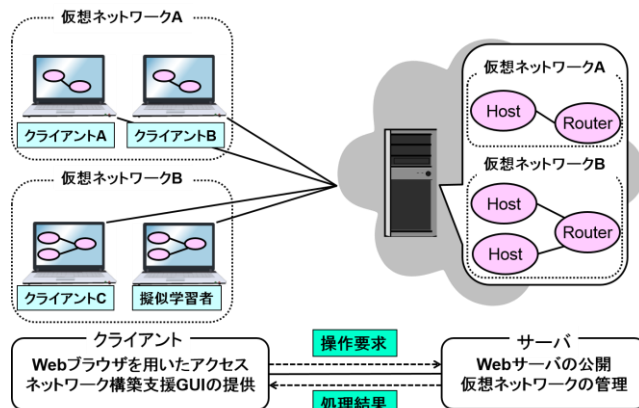 仮想ネットワークA
クライアントA
クライアントB
仮想ネットワークB
クライアントC
擬似学習者
仮想ネットワークA
Host
Router
仮想ネットワークB
Host
Router
Host
クライアント
Webブラウザを用いたアクセス
ネットワーク構築支援GUIの提供
操作要求
処理結果
サーバ
Webサーバの公開
仮想ネットワークの管理